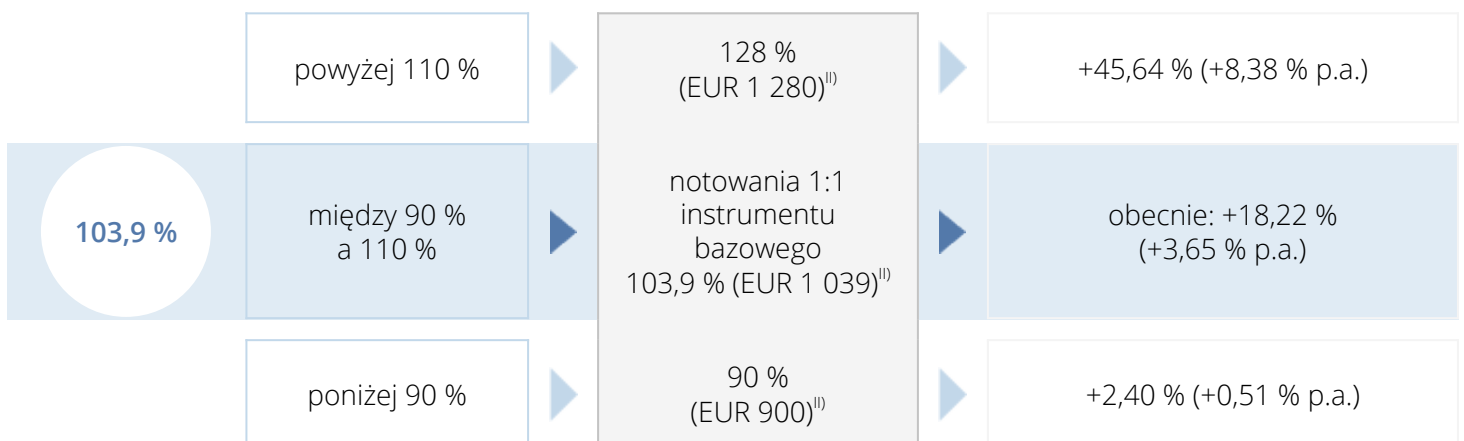 powyżej 110 %
128 %
(EUR 1 280)II)
+45,64 % (+8,38 % p.a.)
103,9 %
między 90 %
a 110 %
notowania 1:1
instrumentu
bazowego
103,9 % (EUR 1 039)II)
obecnie: +18,22 %
(+3,65 % p.a.)
poniżej 90 %
90 %
(EUR 900)II)
+2,40 % (+0,51 % p.a.)